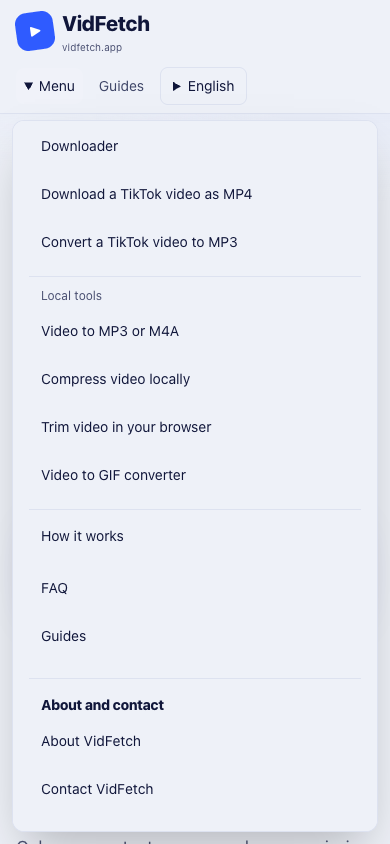 VidFetch
vidfetch.app
Menu
Guides
English
Downloader
Download a TikTok video as MP4
Convert a TikTok video to MP3
Local tools
Video to MP3 or M4A
Compress video locally
Trim video in your browser
Video to GIF converter
How it works
FAQ
Guides
About and contact
About VidFetch
Contact VidFetch